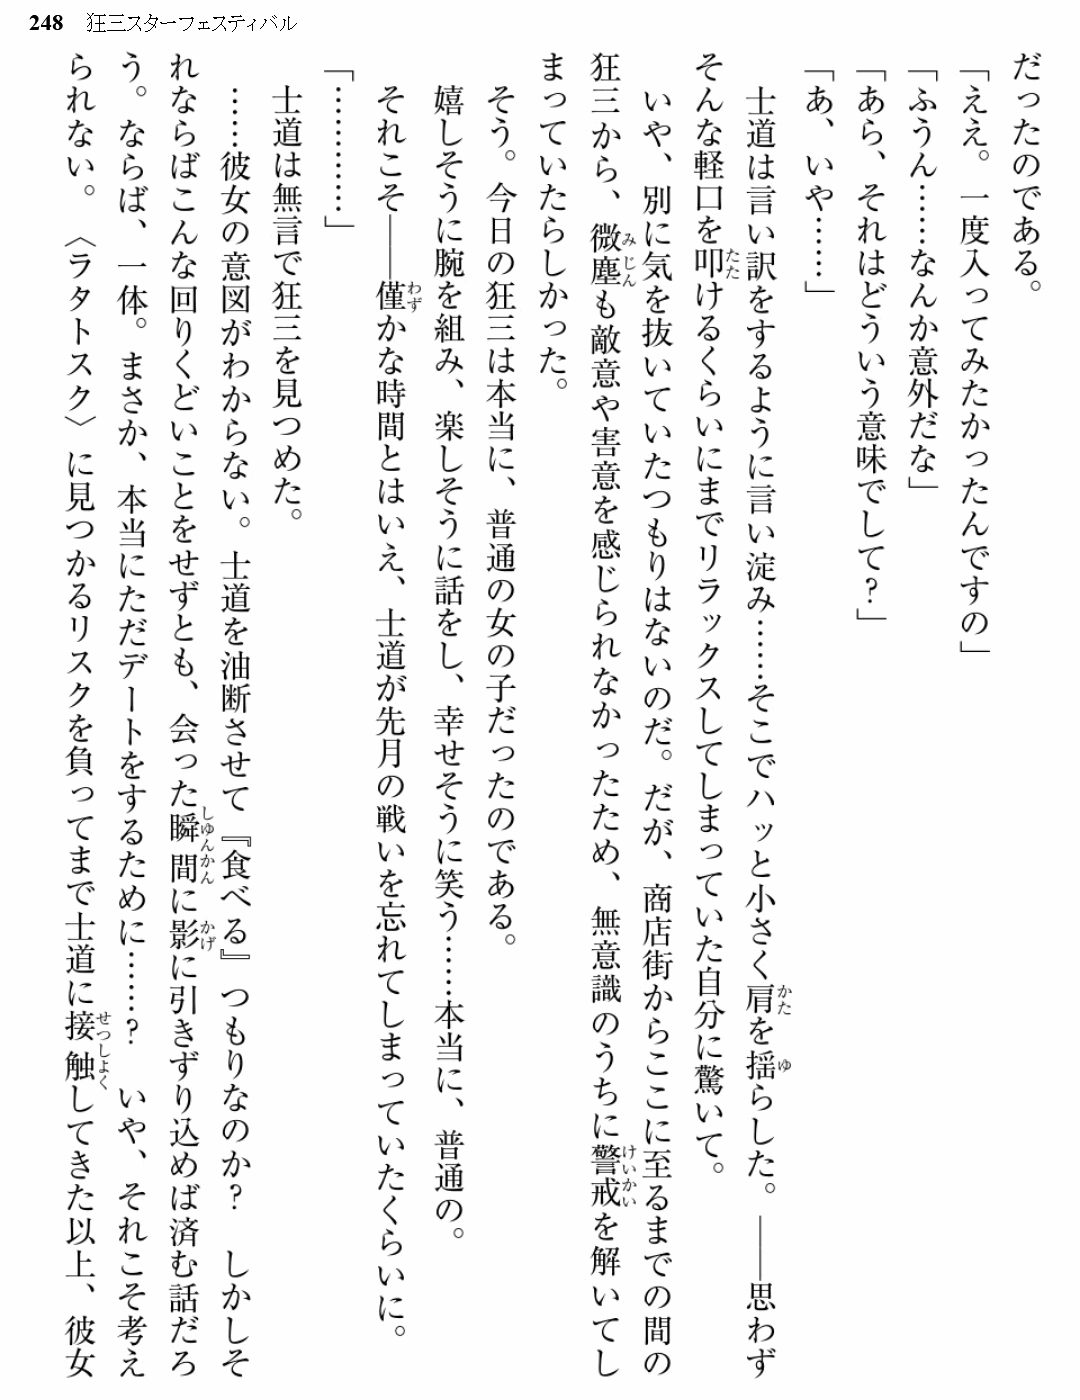 248 狂三スターフェスティバル
だったのである。
「ええ。一度入ってみたかったんですの」
「ふうん……なんか意外だな」
「あら、それはどういう意味でして?」
「あ、いや……」
　士道は言い訳をするように言い淀み……そこでハッと小さく肩を揺らした。――思わず
そんな軽口を叩けるくらいにまでリラックスしてしまっていた自分に驚いて。
　いや、別に気を抜いていたつもりはないのだ。だが、商店街からここに至るまでの間の
狂三から、微塵も敵意や害意を感じられなかったため、無意識のうちに警戒を解いてし
まっていたらしかった。
　そう。今日の狂三は本当に、普通の女の子だったのである。
　嬉しそうに腕を組み、楽しそうに話をし、幸せそうに笑う……本当に、普通の。
　それこそ――僅かな時間とはいえ、士道が先月の戦いを忘れてしまっていたくらいに。
「…………」
　士道は無言で狂三を見つめた。
　……彼女の意図がわからない。士道を油断させて『食べる』つもりなのか?　しかしそ
れならばこんな回りくどいことをせずとも、会った瞬間に影に引きずり込めば済む話だろ
う。ならば、一体。まさか、本当にただデートをするために……?　いや、それこそ考え
られない。〈ラタトスク〉に見つかるリスクを負ってまで士道に接触してきた以上、彼女